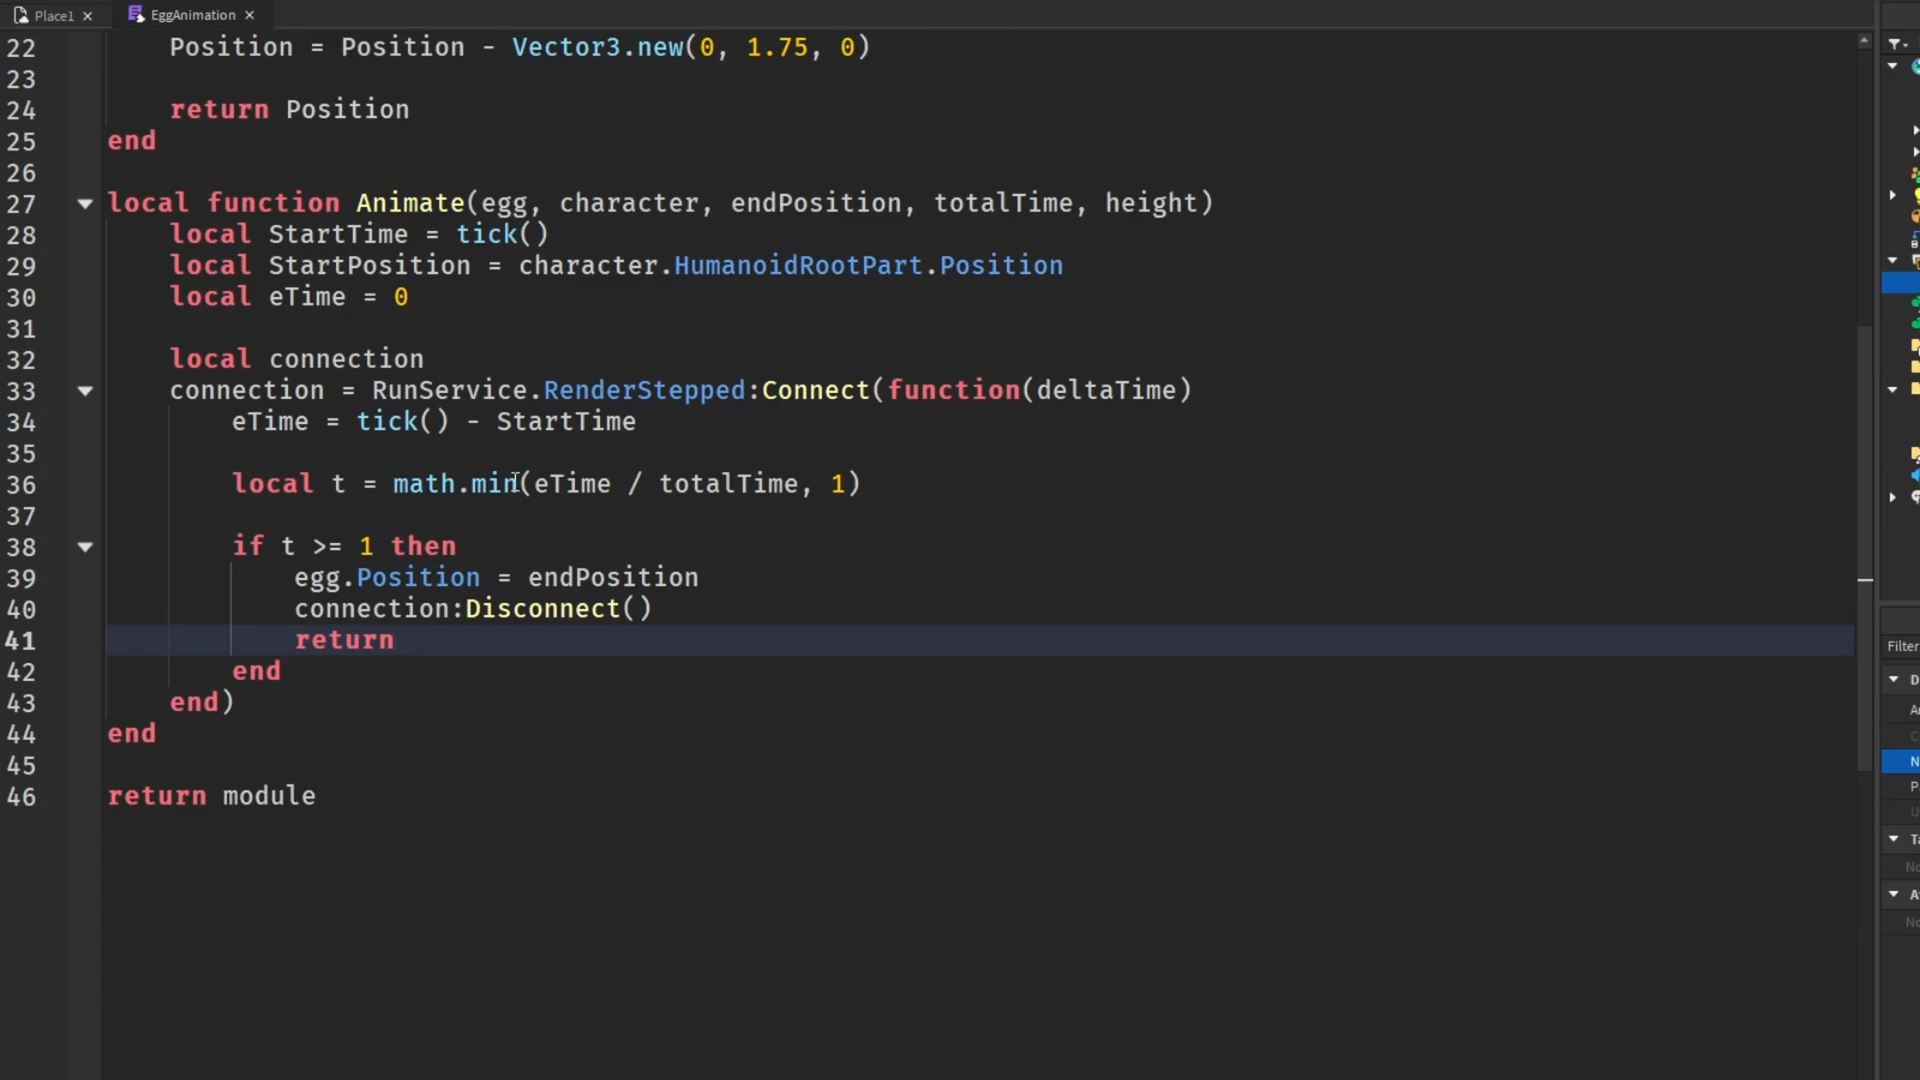 Place1
EggAnimation
22 Position = Position - Vector3.new(0, 1.75, 0)
23
24 return Position
25 end
26
27 local function Animate(egg, character, endPosition, totalTime, height)
28 local StartTime = tick()
29 local StartPosition = character.HumanoidRootPart.Position
30 local eTime = 0
31
32 local connection
33 connection = RunService.RenderStepped:Connect(function(deltaTime)
34 eTime = tick() - StartTime
35
36 local t = math.min(eTime / totalTime, 1)
37
38 if t >= 1 then
39 egg.Position = endPosition
40 connection:Disconnect()
41 return
42 end
43 end)
44 end
45
46 return module
Filter